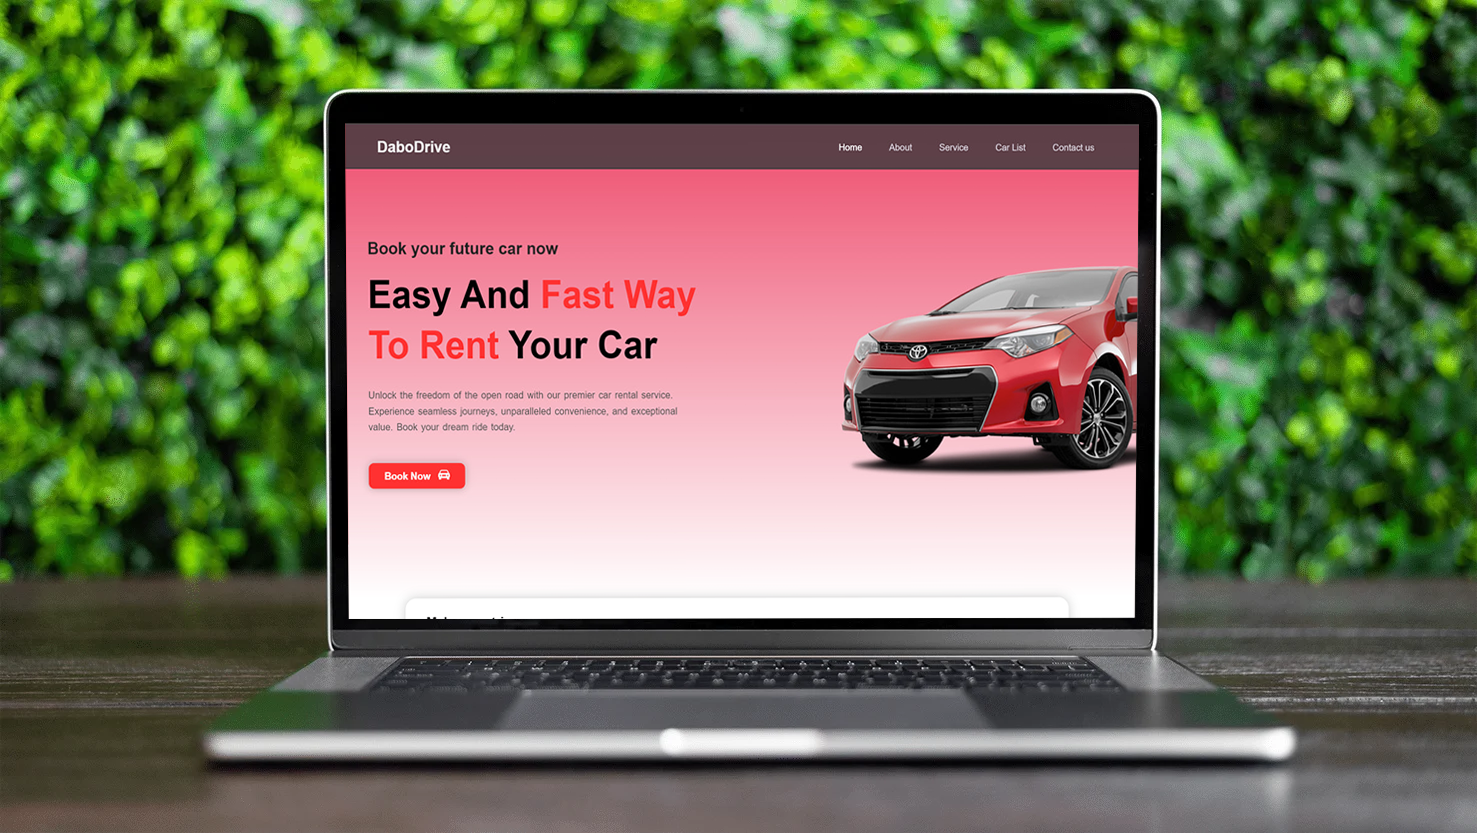 DaboDrive
Home About Service Car List Contact us
Book your future car now
Easy And Fast Way
To Rent Your Car
Unlock the freedom of the open road with our premier car rental service.
Experience seamless journeys, unparalleled convenience, and exceptional
value. Book your dream ride today.
Book Now